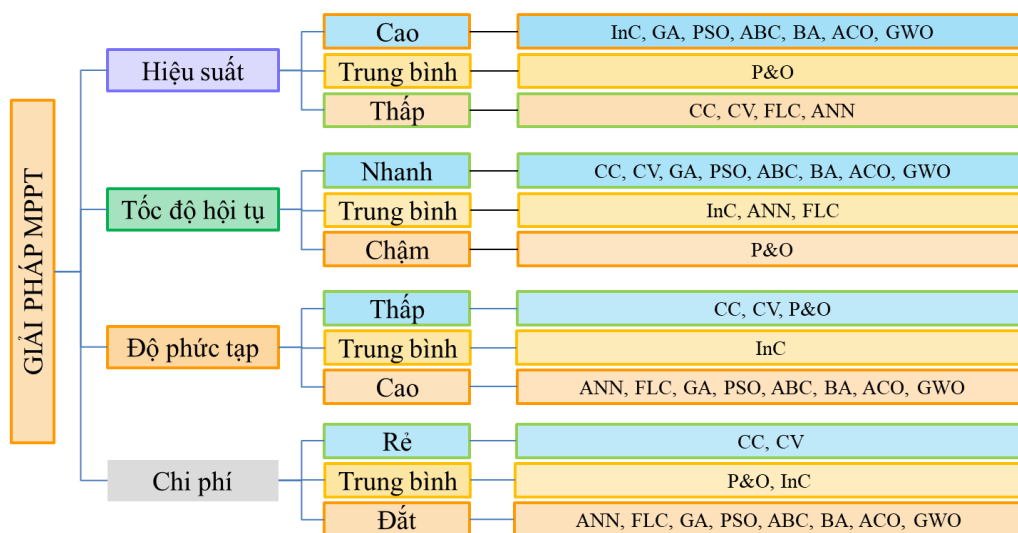 GIẢI PHÁP MPPT
Hiệu suất
Cao
InC, GA, PSO, ABC, BA, ACO, GWO
Trung bình
P&O
Thấp
CC, CV, FLC, ANN
Tốc độ hội tụ
Nhanh
CC, CV, GA, PSO, ABC, BA, ACO, GWO
Trung bình
InC, ANN, FLC
Chậm
P&O
Độ phức tạp
Thấp
CC, CV, P&O
Trung bình
InC
Cao
ANN, FLC, GA, PSO, ABC, BA, ACO, GWO
Chi phí
Rẻ
CC, CV
Trung bình
P&O, InC
Đắt
ANN, FLC, GA, PSO, ABC, BA, ACO, GWO